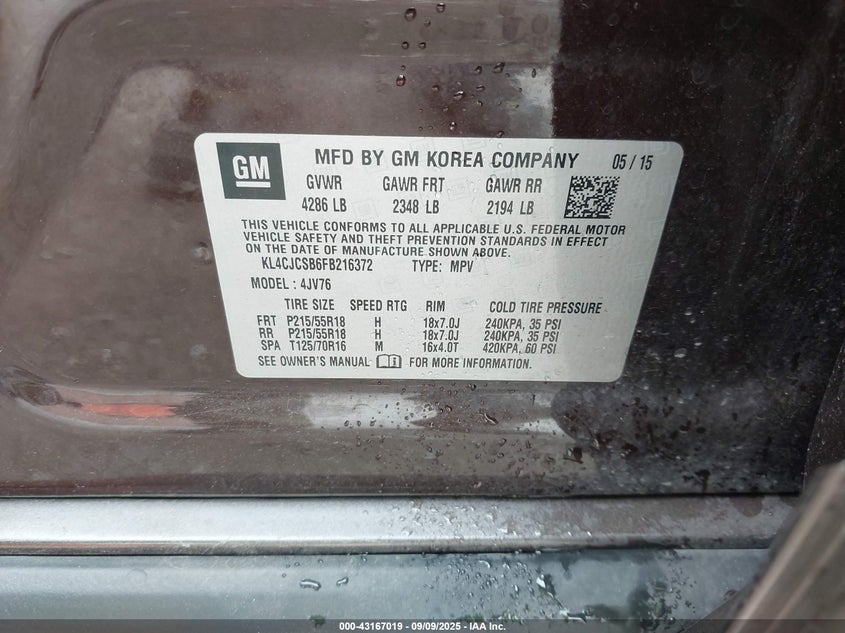 GM
MFD BY GM KOREA COMPANY 05 / 15
GVWR GAWR FRT GAWR RR
4286 LB 2348 LB 2194 LB
THIS VEHICLE CONFORMS TO ALL APPLICABLE U.S. FEDERAL MOTOR
VEHICLE SAFETY AND THEFT PREVENTION STANDARDS IN EFFECT
ON THE DATE OF MANUFACTURE SHOWN ABOVE.
KL4CJCSB6FB216372 TYPE: MPV
MODEL : 4JV76
TIRE SIZE SPEED RTG RIM COLD TIRE PRESSURE
FRT P215/55R18 H 18x7.0J 240KPA, 35 PSI
RR P215/55R18 H 18x7.0J 240KPA, 35 PSI
SPA T125/70R16 M 16x4.0T 420KPA, 60 PSI
SEE OWNER'S MANUAL FOR MORE INFORMATION.
000-43167019 - 09/09/2025 - IAA Inc.